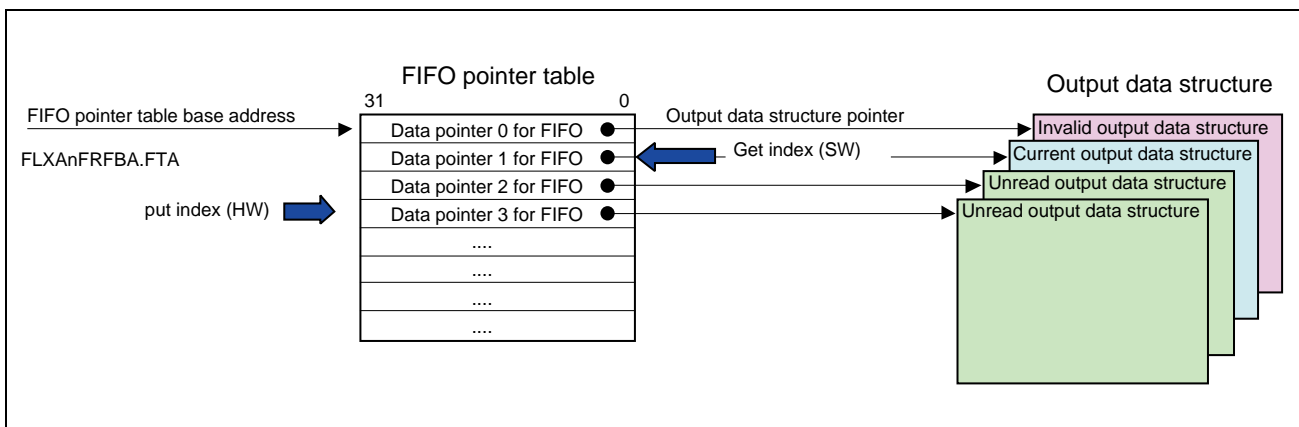 FIFO pointer table
Output data structure
31
0
FIFO pointer table base address
Data pointer 0 for FIFO
Output data structure pointer
Invalid output data structure
FLXAnFRFBA.FTA
Data pointer 1 for FIFO
Get index (SW)
Current output data structure
Data pointer 2 for FIFO
Unread output data structure
put index (HW)
Data pointer 3 for FIFO
Unread output data structure
....
....
....
....